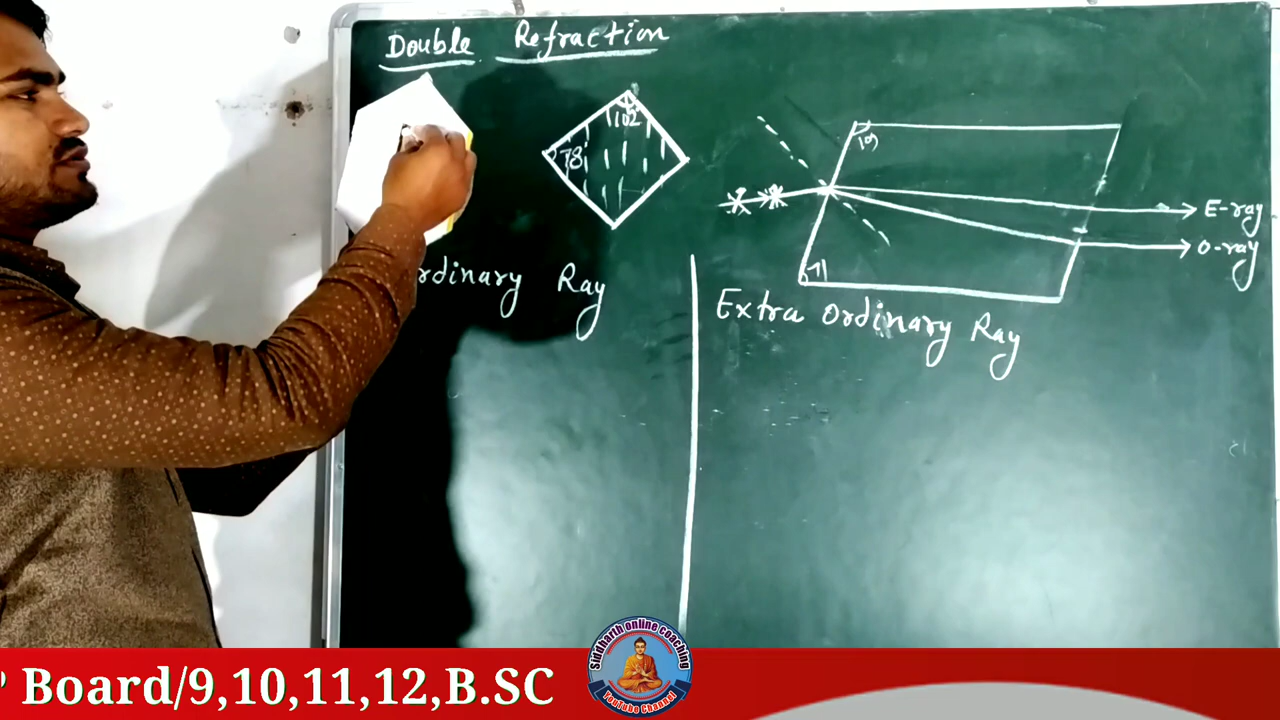 Double Refraction
102
78
109
71
E-ray
O-ray
rdinary Ray
Extra Ordinary Ray
Siddharth online coaching
YouTube Channel
Board/9,10,11,12,B.SC